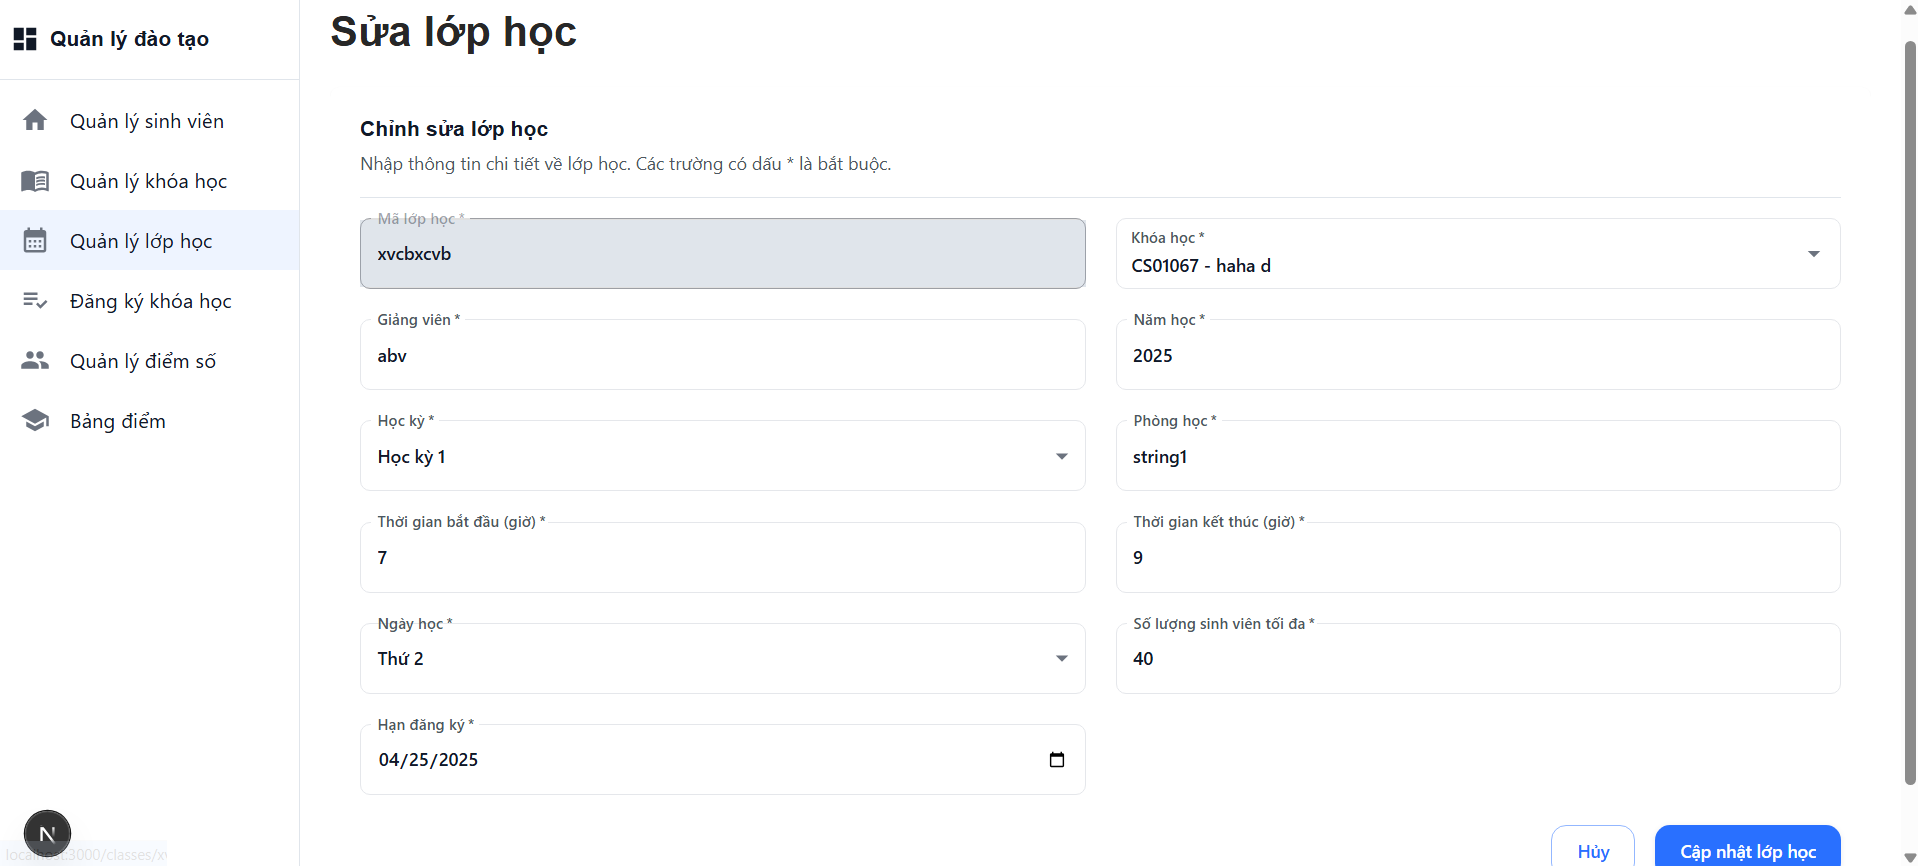 Quản lý đào tạo
Quản lý sinh viên
Quản lý khóa học
Quản lý lớp học
Đăng ký khóa học
Quản lý điểm số
Bảng điểm
N
localhost:3000/classes/x
Sửa lớp học
Chỉnh sửa lớp học
Nhập thông tin chi tiết về lớp học. Các trường có dấu * là bắt buộc.
Mã lớp học *
xvcbxcvb
Khóa học *
CS01067 - haha d
Giảng viên *
abv
Năm học *
2025
Học kỳ *
Học kỳ 1
Phòng học *
string1
Thời gian bắt đầu (giờ) *
7
Thời gian kết thúc (giờ) *
9
Ngày học *
Thứ 2
Số lượng sinh viên tối đa *
40
Hạn đăng ký *
04/25/2025
Hủy
Cập nhật lớp học